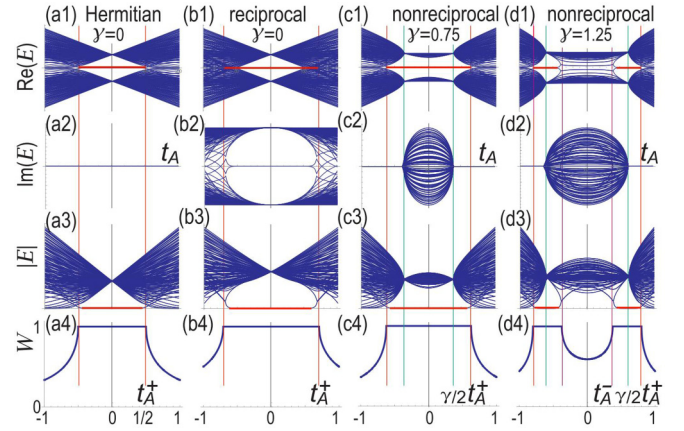 (a1) Hermitian
γ=0
(b1) reciprocal
γ=0
(c1) nonreciprocal
γ=0.75
(d1) nonreciprocal
γ=1.25
Re(E)
(a2)
t_A
(b2)
(c2)
t_A
(d2)
t_A
Im(E)
(a3)
(b3)
(c3)
(d3)
|E|
(a4)
(b4)
(c4)
(d4)
W
1
0
t_A^+
t_A^+
γ/2 t_A^+
t_A^- γ/2 t_A^+
-1 0 1/2 1
-1 0 1
-1 0 1
-1 0 1